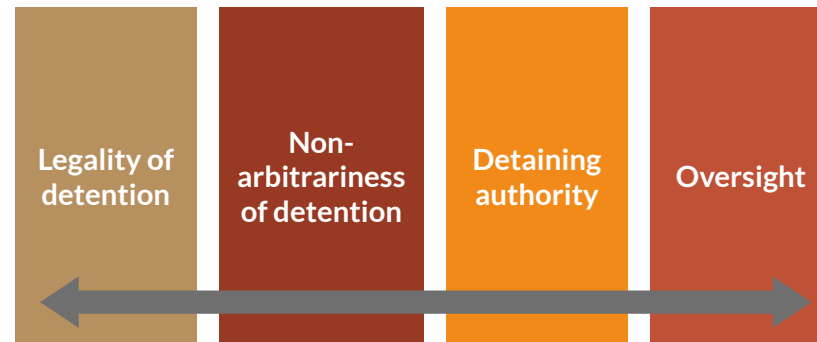 Legality of
detention
Non-
arbitrariness
of detention
Detaining
authority
Oversight